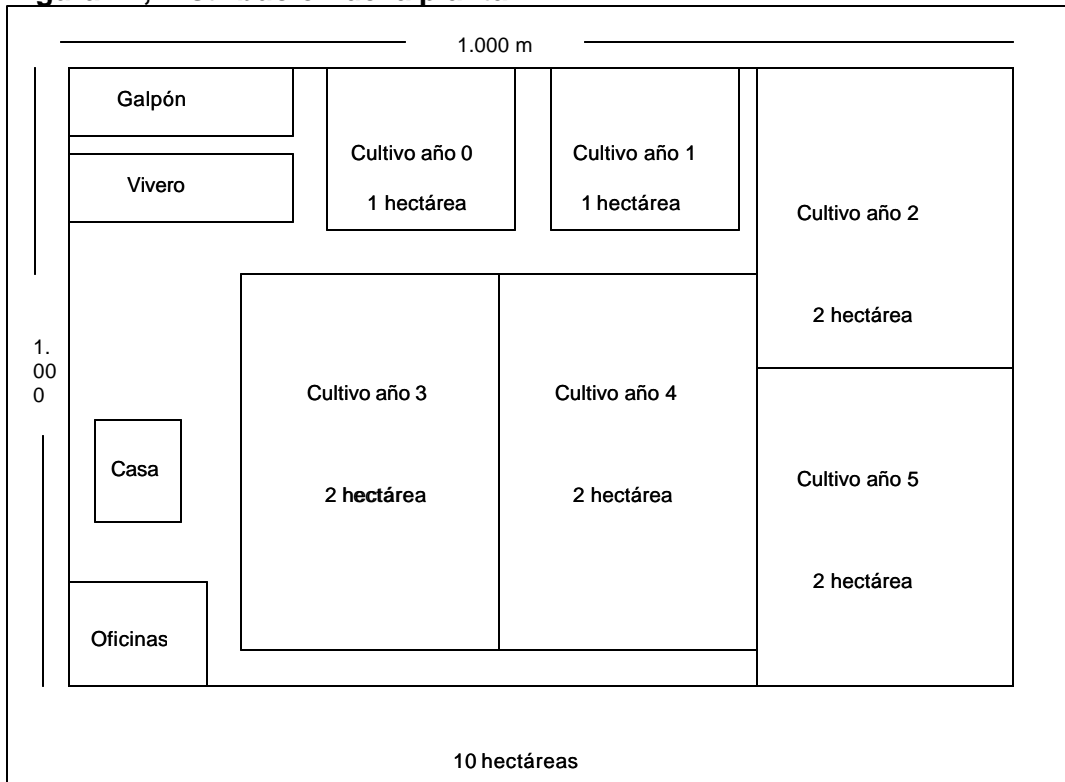 1.000 m
Galpón
Vivero
Cultivo año 0
1 hectárea
Cultivo año 1
1 hectárea
Cultivo año 2
2 hectárea
1.
00
0
Cultivo año 3
2 hectárea
Cultivo año 4
2 hectárea
Casa
Cultivo año 5
2 hectárea
Oficinas
10 hectáreas